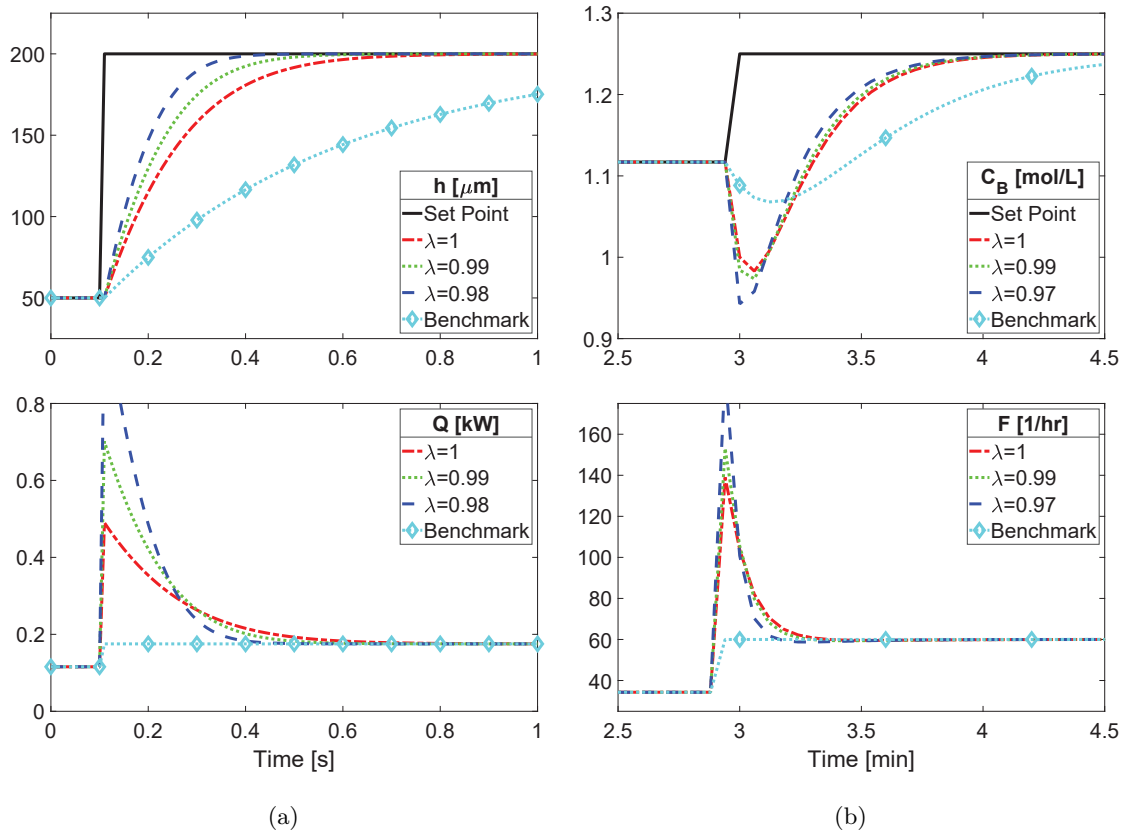 200
150
100
50
0
0.2
0.4
0.6
0.8
1
h [μm]
Set Point
λ=1
λ=0.99
λ=0.98
Benchmark
1.3
1.2
1.1
1
0.9
2.5
3
3.5
4
4.5
C_B [mol/L]
Set Point
λ=1
λ=0.99
λ=0.97
Benchmark
0.8
0.6
0.4
0.2
0
0
0.2
0.4
0.6
0.8
1
Time [s]
Q [kW]
λ=1
λ=0.99
λ=0.98
Benchmark
160
140
120
100
80
60
40
2.5
3
3.5
4
4.5
Time [min]
F [1/hr]
λ=1
λ=0.99
λ=0.97
Benchmark
(a)
(b)